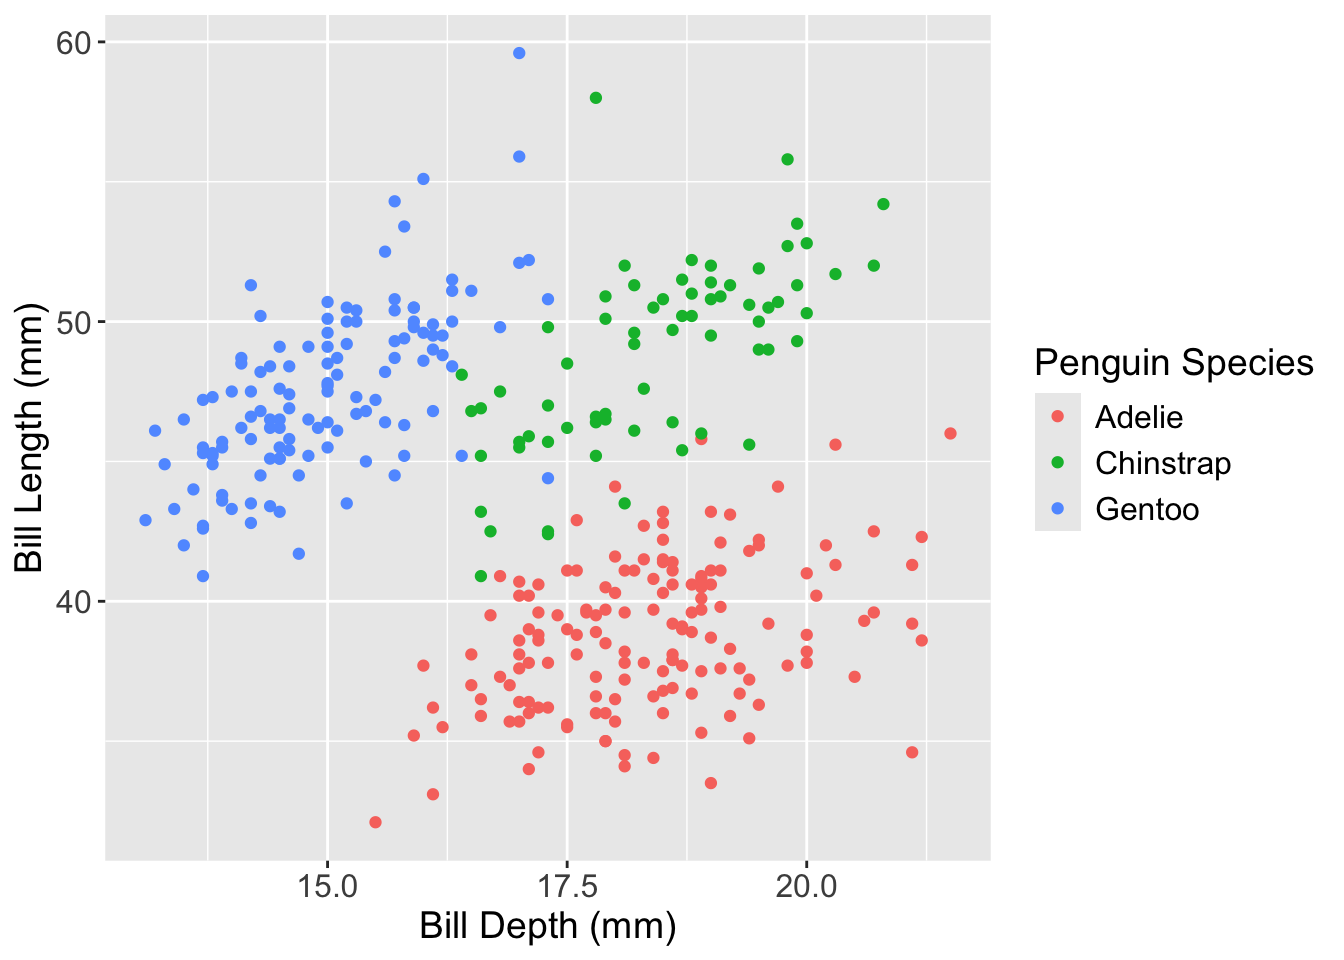 60
50
40
Bill Length (mm)
15.0 17.5 20.0
Bill Depth (mm)
Penguin Species
Adelie
Chinstrap
Gentoo